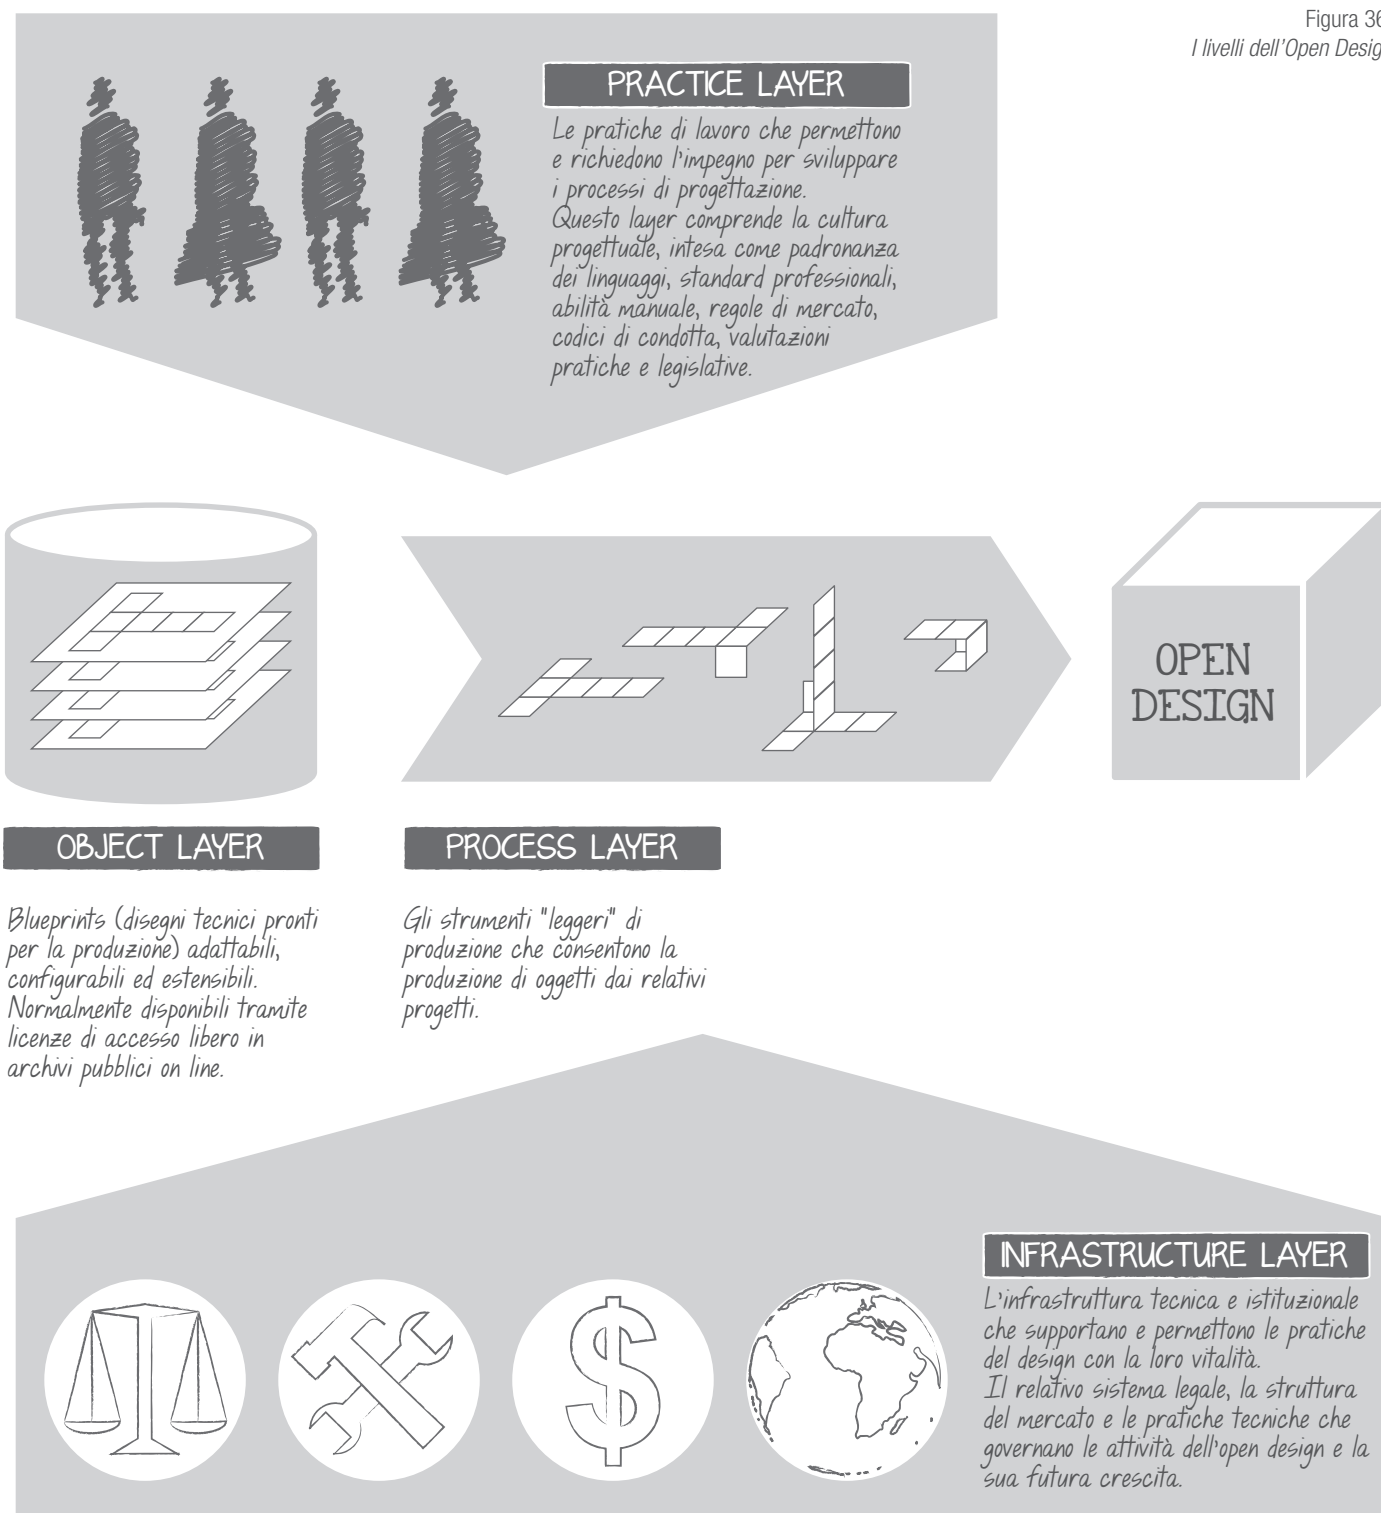 Figura 36
I livelli dell'Open Desig
PRACTICE LAYER
Le pratiche di lavoro che permettono
e richiedono l'impegno per sviluppare
i processi di progettazione.
Questo layer comprende la cultura
progettuale, intesa come padronanza
dei linguaggi, standard professionali,
abilità manuale, regole di mercato,
codici di condotta, valutazioni
pratiche e legislative.
OPEN
DESIGN
OBJECT LAYER
Blueprints (disegni tecnici pronti
per la produzione) adattabili,
configurabili ed estensibili.
Normalmente disponibili tramite
licenze di accesso libero in
archivi pubblici on line.
PROCESS LAYER
Gli strumenti "leggeri" di
produzione che consentono la
produzione di oggetti dai relativi
progetti.
INFRASTRUCTURE LAYER
L'infrastruttura tecnica e istituzionale
che supportano e permettono le pratiche
del design con la loro vitalità.
Il relativo sistema legale, la struttura
del mercato e le pratiche tecniche che
governano le attività dell'open design e la
sua futura crescita.
$